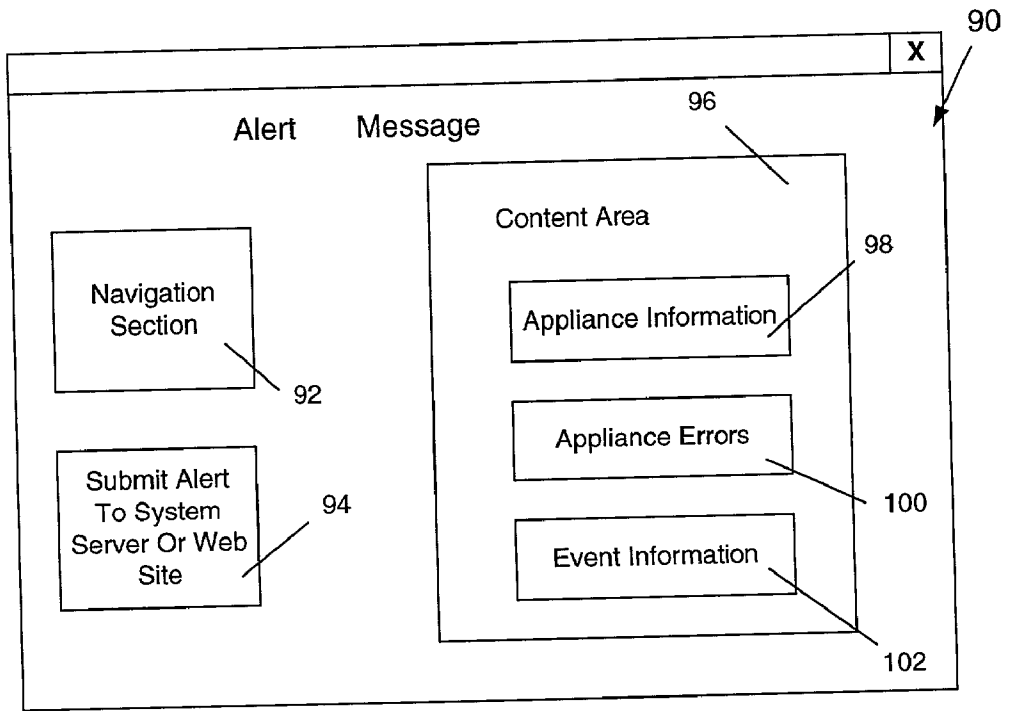 90
X
Alert Message
96
Content Area
98
Navigation
Section
Appliance Information
92
Appliance Errors
Submit Alert
To System
Server Or Web
Site
94
100
Event Information
102